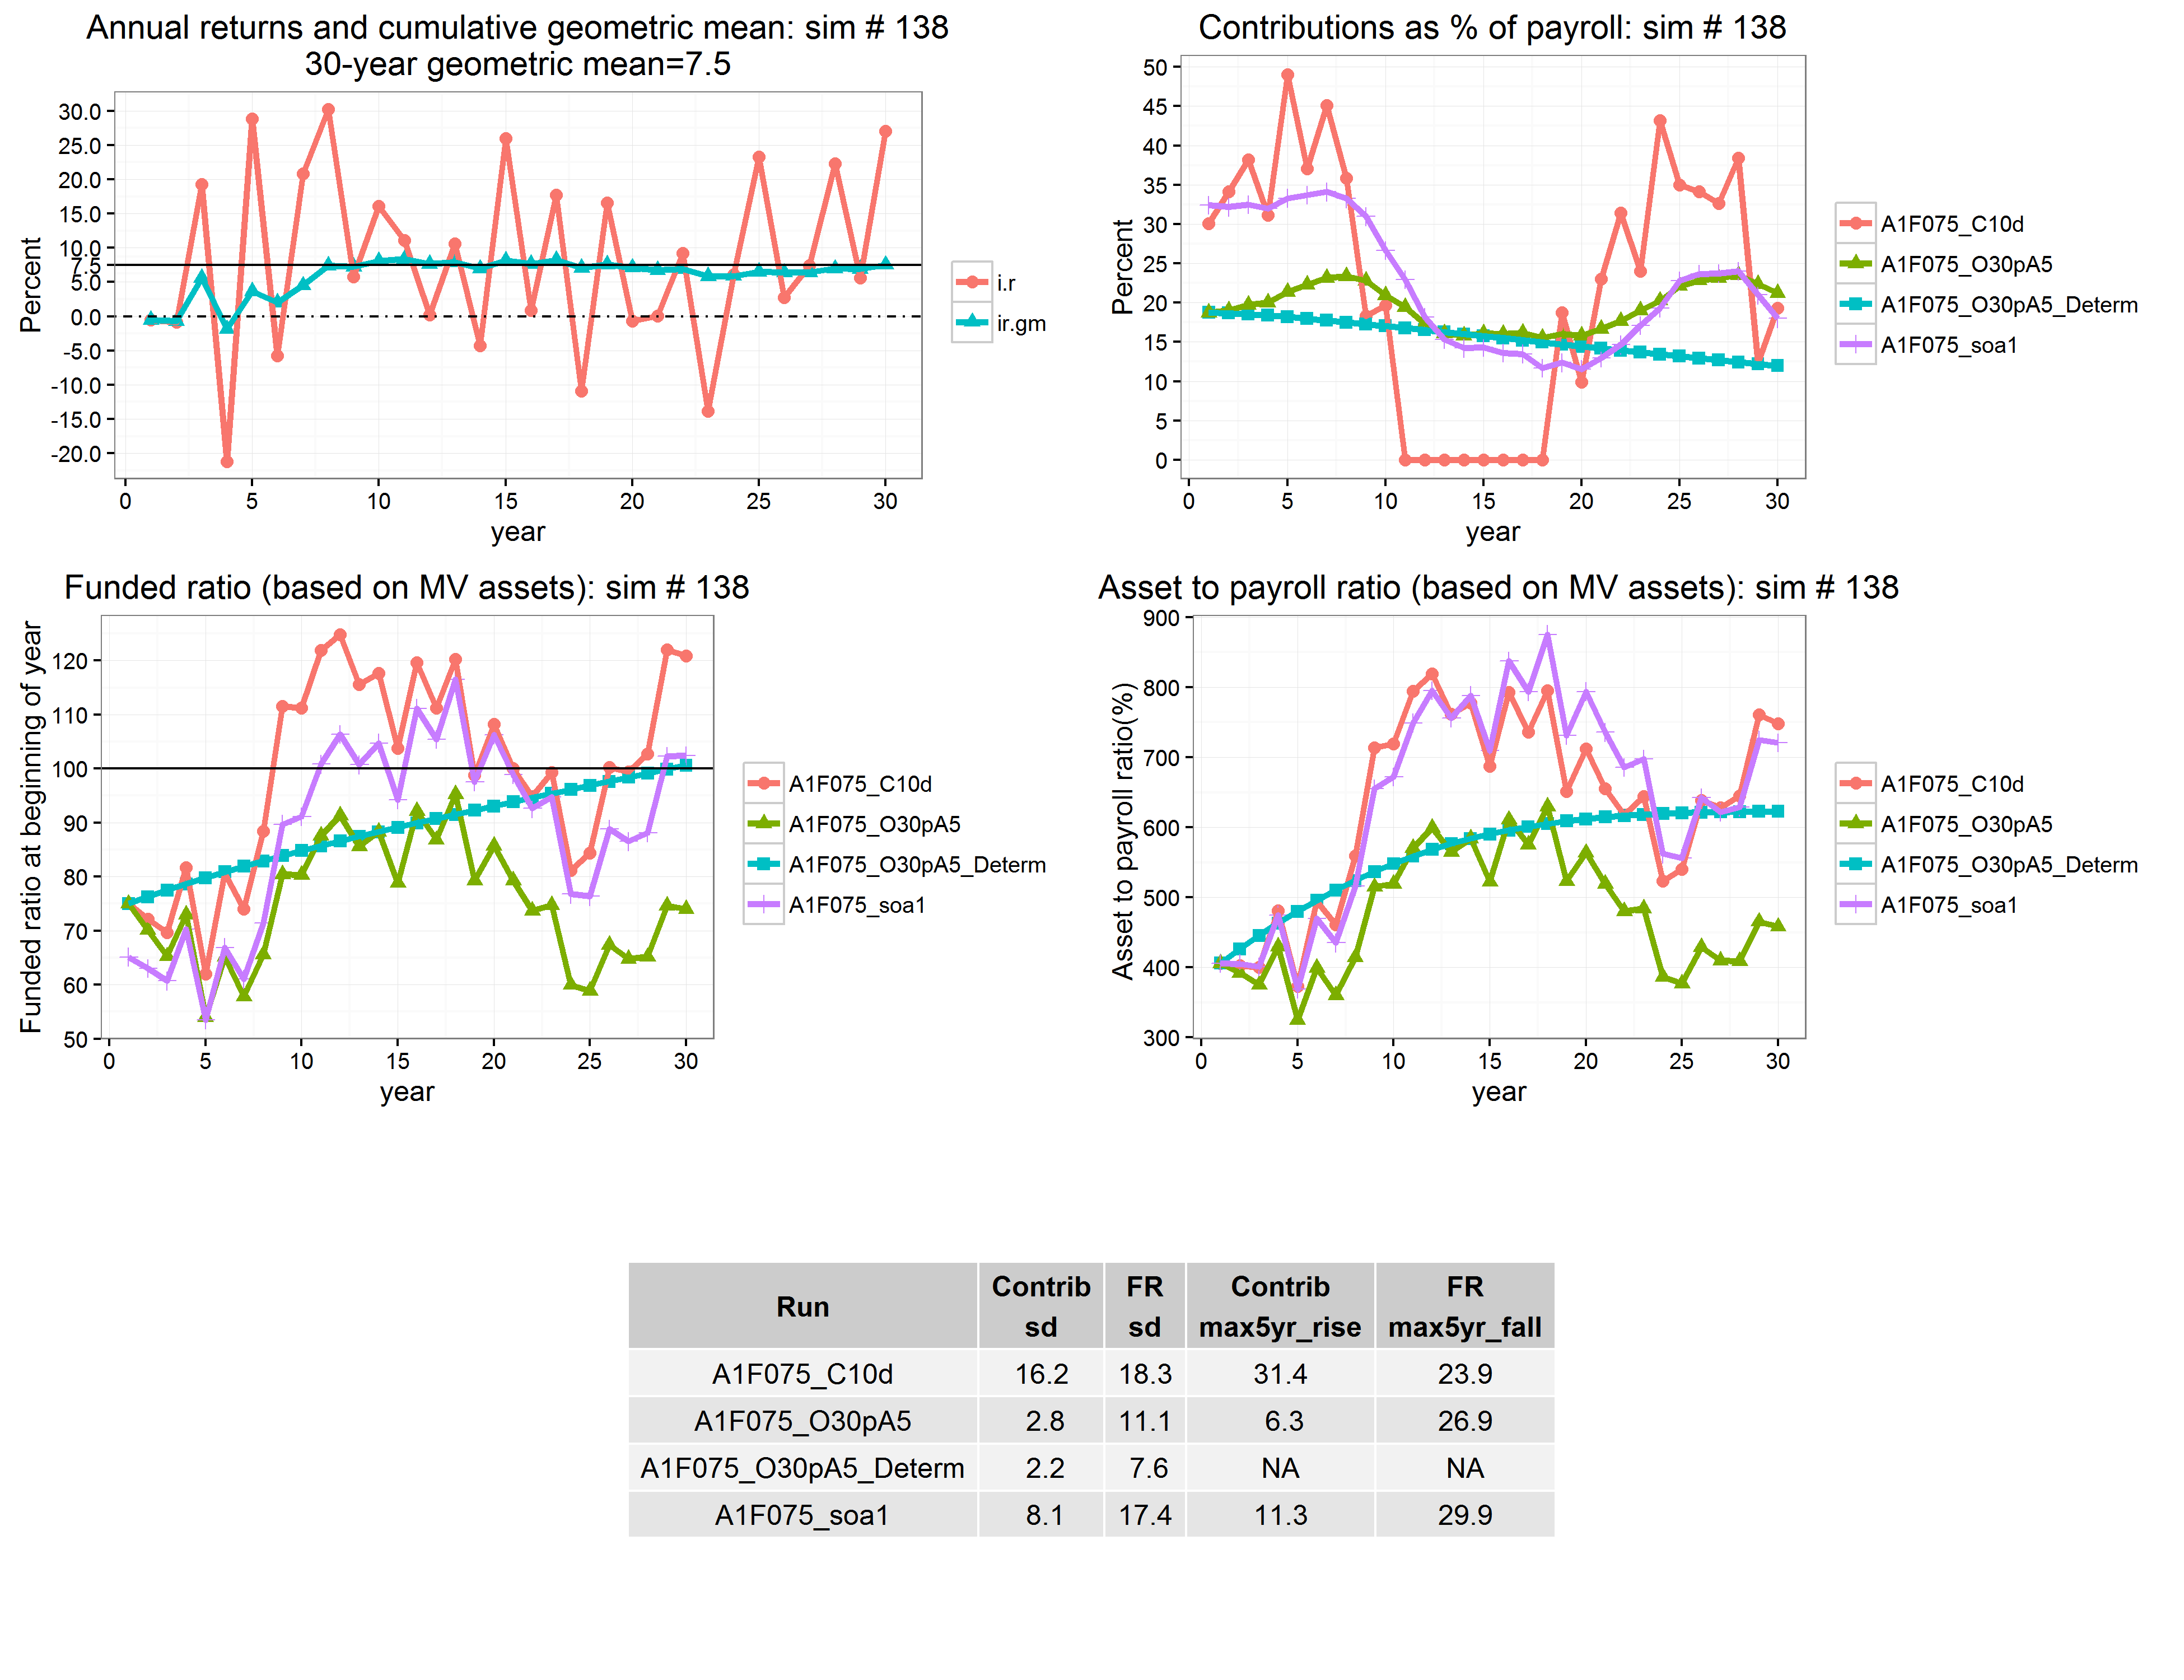 Annual returns and cumulative geometric mean: sim # 138
30-year geometric mean=7.5
Percent
30.0
25.0
20.0
15.0
10.0
7.5
5.0
0.0
-5.0
-10.0
-15.0
-20.0
0 5 10 15 20 25 30
year
i.r
ir.gm
Contributions as % of payroll: sim # 138
Percent
50
45
40
35
30
25
20
15
10
5
0
0 5 10 15 20 25 30
year
A1F075_C10d
A1F075_O30pA5
A1F075_O30pA5_Determ
A1F075_soa1
Funded ratio (based on MV assets): sim # 138
Funded ratio at beginning of year
120
110
100
90
80
70
60
50
0 5 10 15 20 25 30
year
A1F075_C10d
A1F075_O30pA5
A1F075_O30pA5_Determ
A1F075_soa1
Asset to payroll ratio (based on MV assets): sim # 138
Asset to payroll ratio(%)
900
800
700
600
500
400
300
0 5 10 15 20 25 30
year
A1F075_C10d
A1F075_O30pA5
A1F075_O30pA5_Determ
A1F075_soa1
Run Contrib sd FR sd Contrib max5yr_rise FR max5yr_fall
A1F075_C10d 16.2 18.3 31.4 23.9
A1F075_O30pA5 2.8 11.1 6.3 26.9
A1F075_O30pA5_Determ 2.2 7.6 NA NA
A1F075_soa1 8.1 17.4 11.3 29.9